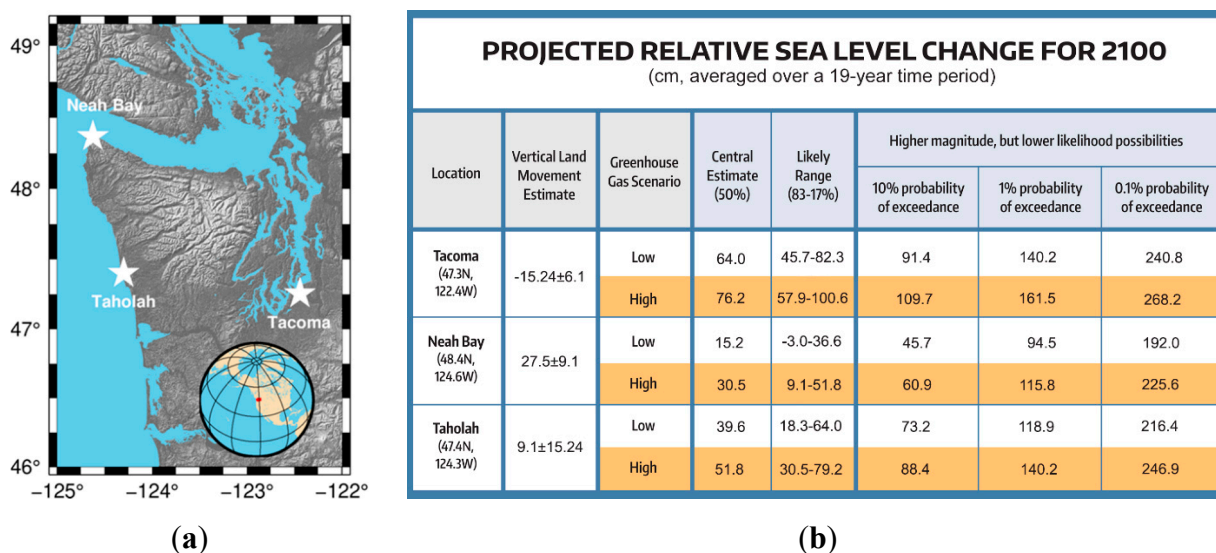 49°
48°
47°
46°
−125°
−124°
−123°
−122°
Neah Bay
Taholah
Tacoma
(a)
PROJECTED RELATIVE SEA LEVEL CHANGE FOR 2100
(cm, averaged over a 19-year time period)
Location
Vertical Land
Movement
Estimate
Greenhouse
Gas Scenario
Central
Estimate
(50%)
Likely
Range
(83-17%)
Higher magnitude, but lower likelihood possibilities
10% probability
of exceedance
1% probability
of exceedance
0.1% probability
of exceedance
Tacoma
(47.3N,
122.4W)
-15.24±6.1
Low
64.0
45.7-82.3
91.4
140.2
240.8
High
76.2
57.9-100.6
109.7
161.5
268.2
Neah Bay
(48.4N,
124.6W)
27.5±9.1
Low
15.2
-3.0-36.6
45.7
94.5
192.0
High
30.5
9.1-51.8
60.9
115.8
225.6
Taholah
(47.4N,
124.3W)
9.1±15.24
Low
39.6
18.3-64.0
73.2
118.9
216.4
High
51.8
30.5-79.2
88.4
140.2
246.9
(b)